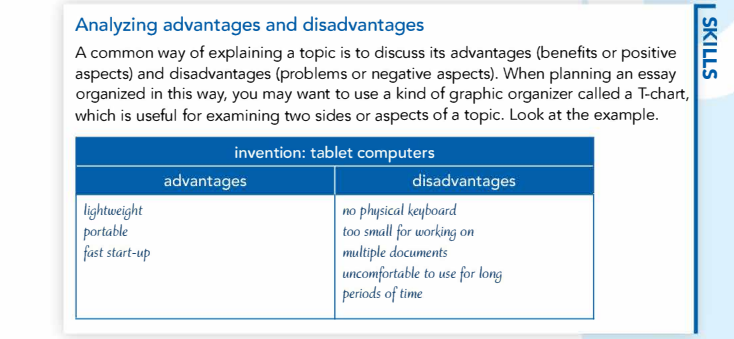 Analyzing advantages and disadvantages
A common way of explaining a topic is to discuss its advantages (benefits or positive
aspects) and disadvantages (problems or negative aspects). When planning an essay
organized in this way, you may want to use a kind of graphic organizer called a T-chart,
which is useful for examining two sides or aspects of a topic. Look at the example.
invention: tablet computers
advantages
lightweight
portable
fast start-up
disadvantages
no physical keyboard
too small for working on
multiple documents
uncomfortable to use for long
periods of time
SKILLS